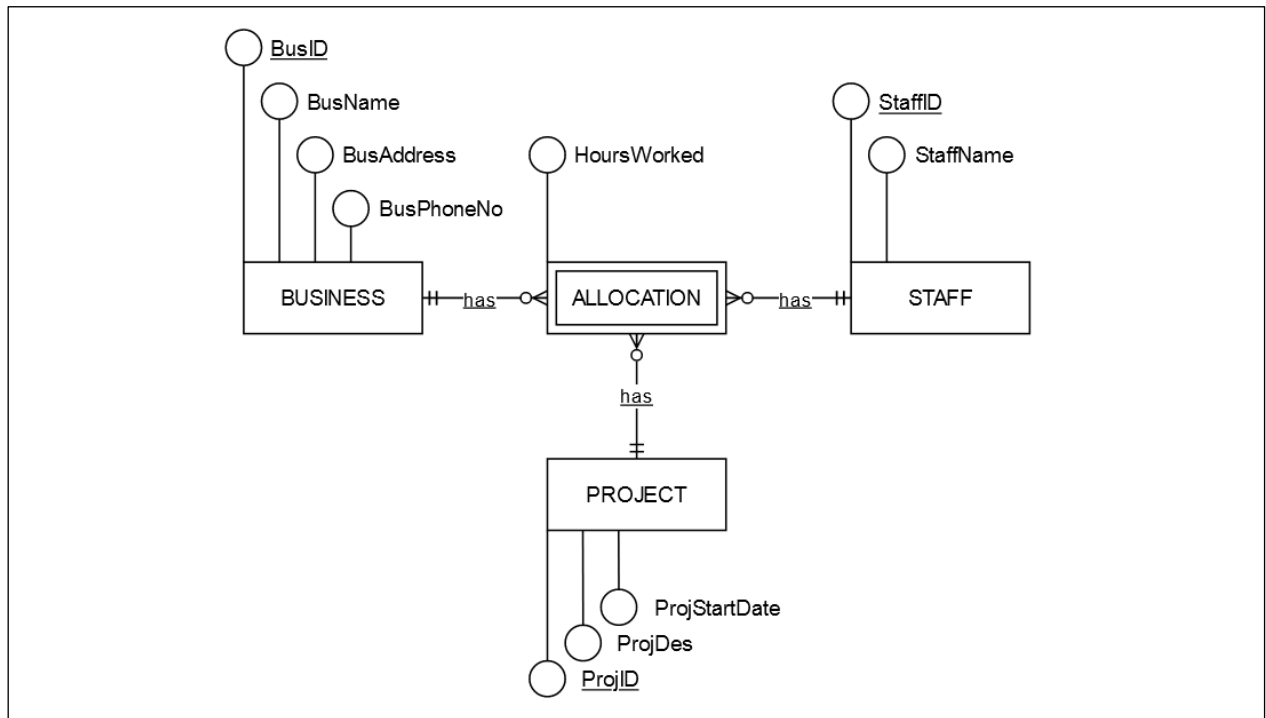 BusID
BusName
BusAddress
BusPhoneNo
HoursWorked
StaffID
StaffName
BUSINESS
has
ALLOCATION
has
STAFF
has
PROJECT
ProjStartDate
ProjDes
ProjID